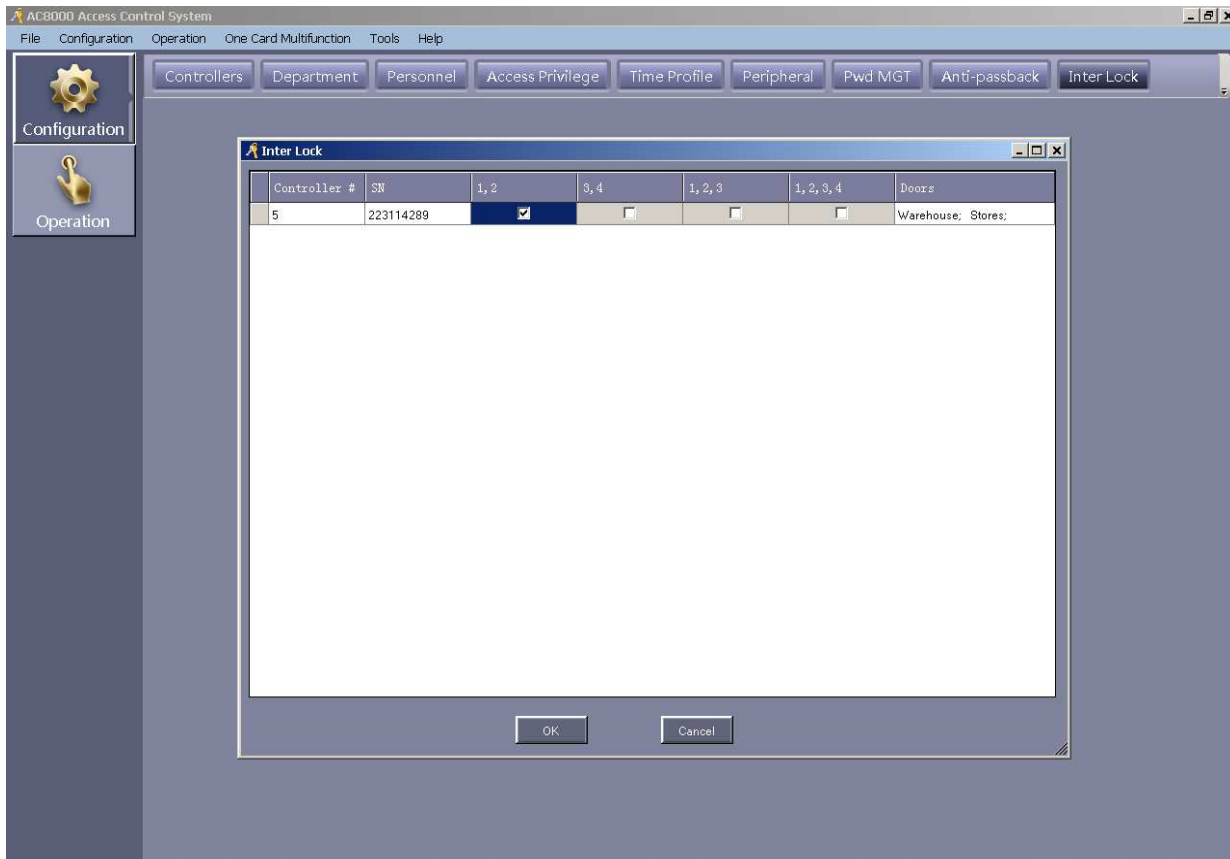 AC8000 Access Control System
File Configuration Operation One Card Multifunction Tools Help
Controllers Department Personnel Access Privilege Time Profile Peripheral Pwd MGT Anti-passback Inter Lock
Configuration
Operation
Inter Lock
Controller # SN 1,2 3,4 1,2,3 1,2,3,4 Doors
5 223114289 Warehouse; Stores;
OK Cancel